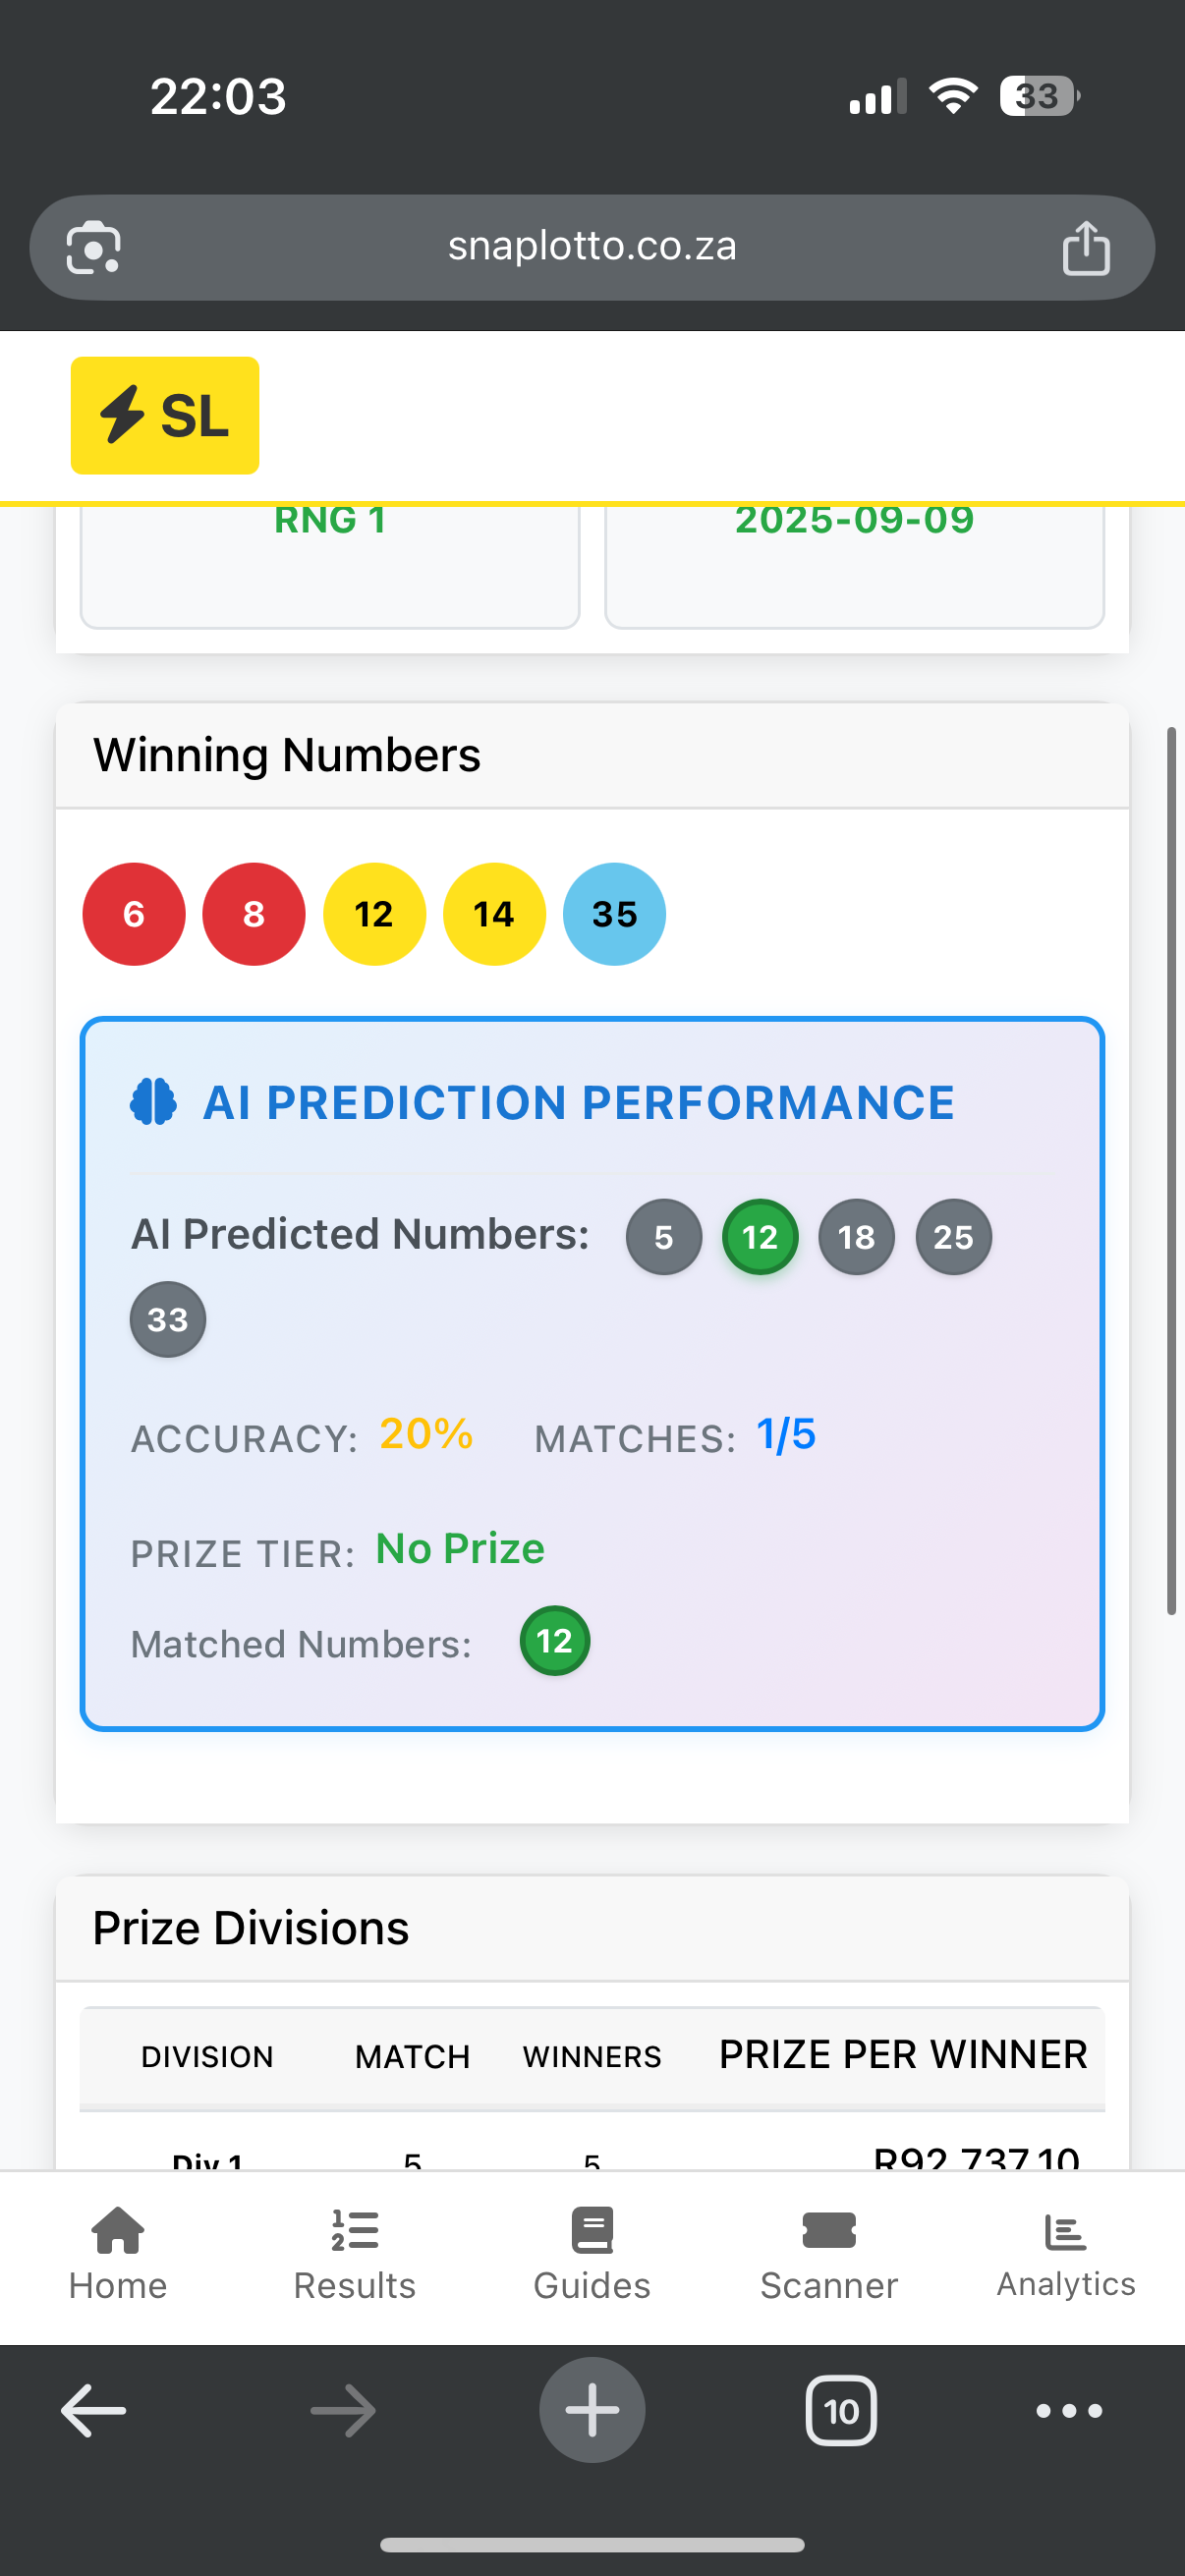 22:03
33
snaplotto.co.za
SL
RNG 1
2025-09-09
Winning Numbers
6 8 12 14 35
AI PREDICTION PERFORMANCE
AI Predicted Numbers: 5 12 18 25
33
ACCURACY: 20% MATCHES: 1/5
PRIZE TIER: No Prize
Matched Numbers: 12
Prize Divisions
DIVISION MATCH WINNERS PRIZE PER WINNER
Div 1 5 5 R92,737.10
Home Results Guides Scanner Analytics
10